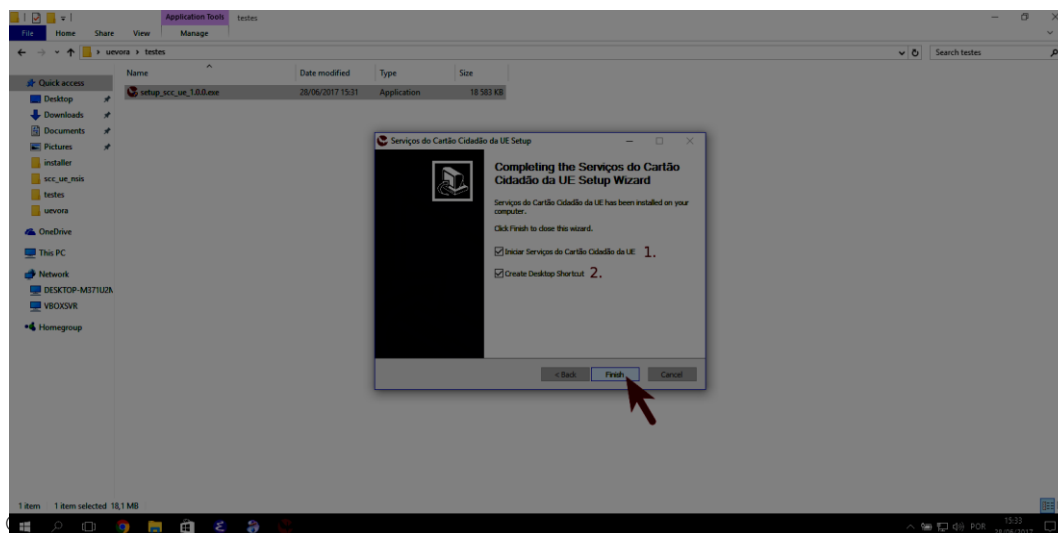 Application Tools testes
File Home Share View Manage
uevora testes
Search testes
Name Date modified Type Size
setup_scc_ue_1.0.0.exe 28/06/2017 15:31 Application 18 583 KB
Quick access
Desktop
Downloads
Documents
Pictures
installer
scc_ue_nsis
testes
uevora
OneDrive
This PC
Network
DESKTOP-M371U2N
VBOXSVR
Homegroup
Serviços do Cartão Cidadão da UE Setup
Completing the Serviços do Cartão
Cidadão da UE Setup Wizard
Serviços do Cartão Cidadão da UE has been installed on your
computer.
Click Finish to close this wizard.
Iniciar Serviços do Cartão Cidadão da UE 1.
Create Desktop Shortcut 2.
< Back Finish Cancel
1 item 1 item selected 18,1 MB
POR 15:33
28/06/2017